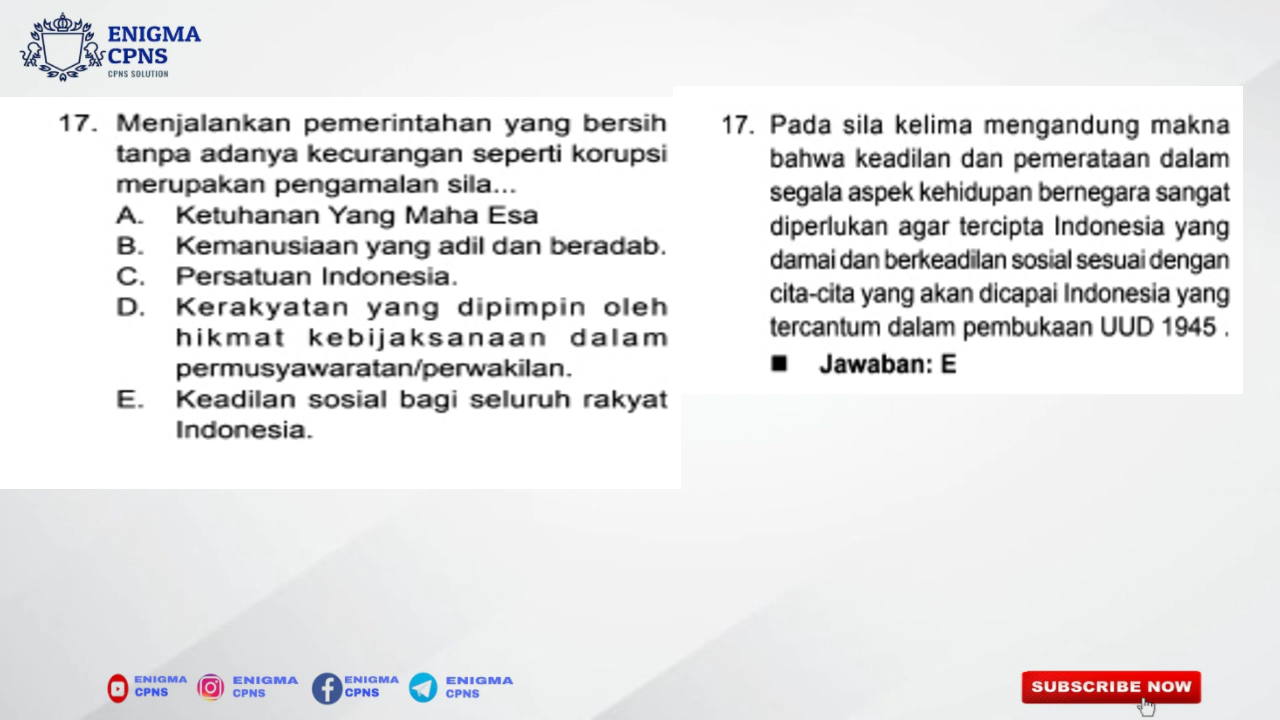 ENIGMA
CPNS
CPNS SOLUTION
17. Menjalankan pemerintahan yang bersih
tanpa adanya kecurangan seperti korupsi
merupakan pengamalan sila...
A. Ketuhanan Yang Maha Esa
B. Kemanusiaan yang adil dan beradab.
C. Persatuan Indonesia.
D. Kerakyatan yang dipimpin oleh
hikmat kebijaksanaan dalam
permusyawaratan/perwakilan.
E. Keadilan sosial bagi seluruh rakyat
Indonesia.
17. Pada sila kelima mengandung makna
bahwa keadilan dan pemerataan dalam
segala aspek kehidupan bernegara sangat
diperlukan agar tercipta Indonesia yang
damai dan berkeadilan sosial sesuai dengan
cita-cita yang akan dicapai Indonesia yang
tercantum dalam pembukaan UUD 1945 .
■ Jawaban: E
ENIGMA
CPNS
ENIGMA
CPNS
ENIGMA
CPNS
ENIGMA
CPNS
SUBSCRIBE NOW